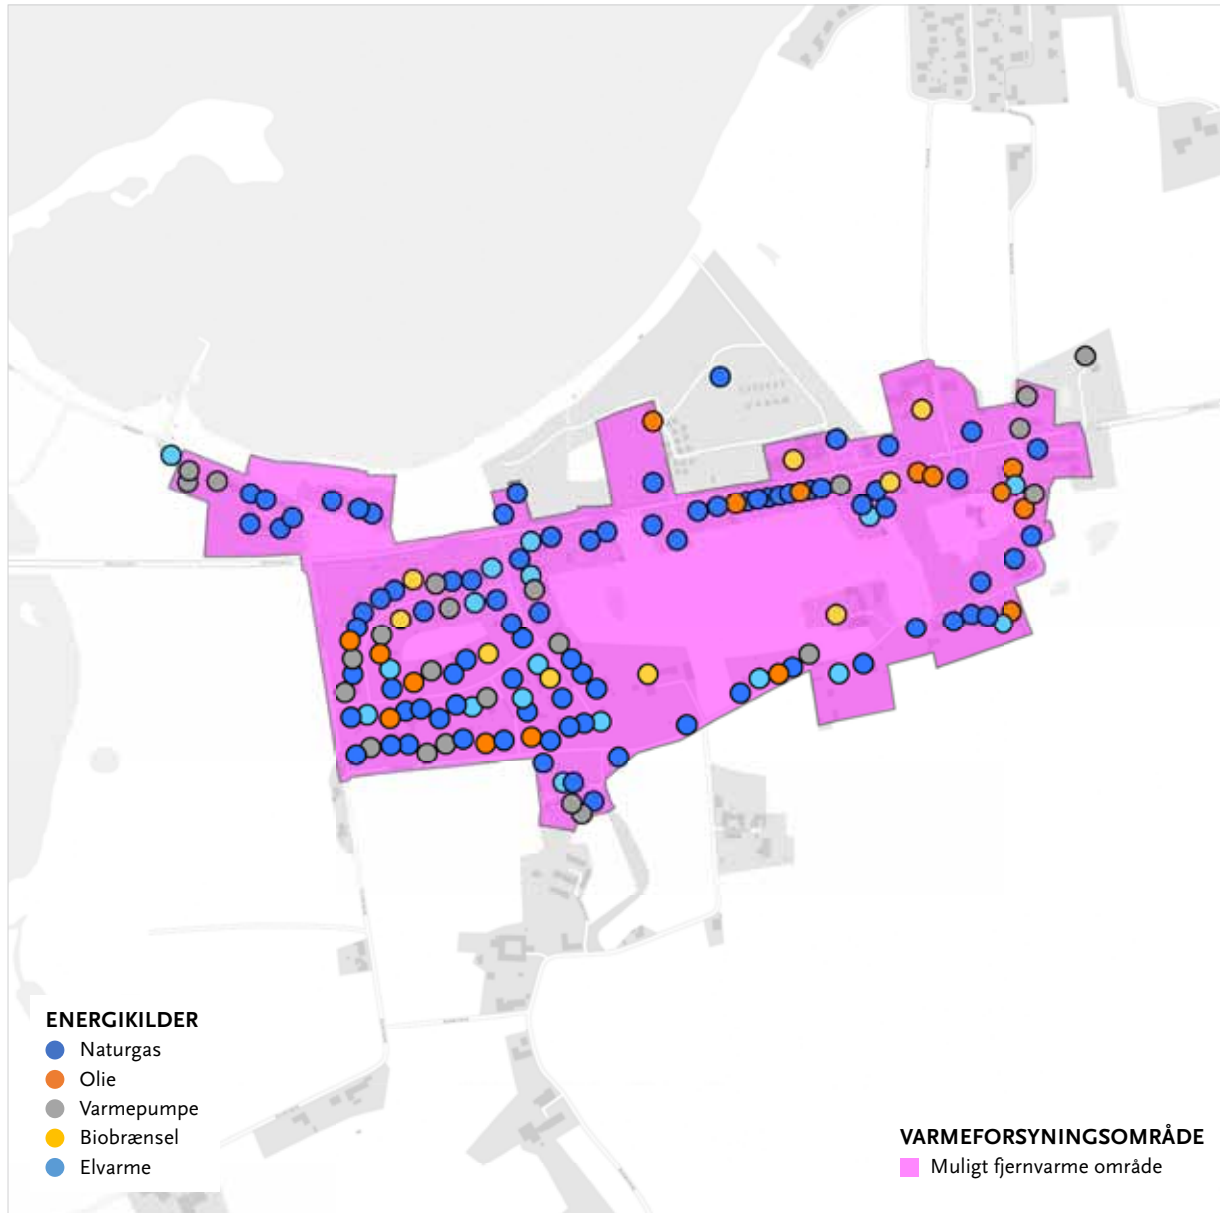 ENERGIKILDER
Naturgas
Olie
Varmepumpe
Biobrænsel
Elvarme
VARMEFORSYNINGSOMRÅDE
Muligt fjernvarme område